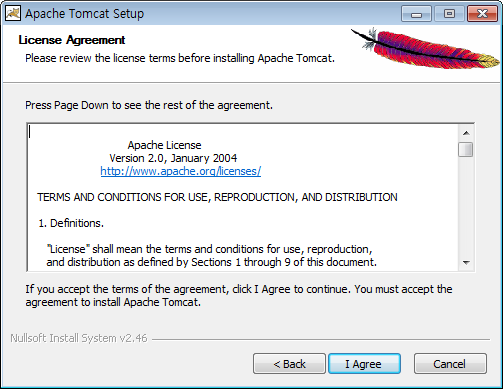 Apache Tomcat Setup
License Agreement
Please review the license terms before installing Apache Tomcat.
Press Page Down to see the rest of the agreement.
Apache License
Version 2.0, January 2004
http://www.apache.org/licenses/
TERMS AND CONDITIONS FOR USE, REPRODUCTION, AND DISTRIBUTION
1. Definitions.
"License" shall mean the terms and conditions for use, reproduction,
and distribution as defined by Sections 1 through 9 of this document.
If you accept the terms of the agreement, click I Agree to continue. You must accept the
agreement to install Apache Tomcat.
Nullsoft Install System v2.46
< Back
I Agree
Cancel